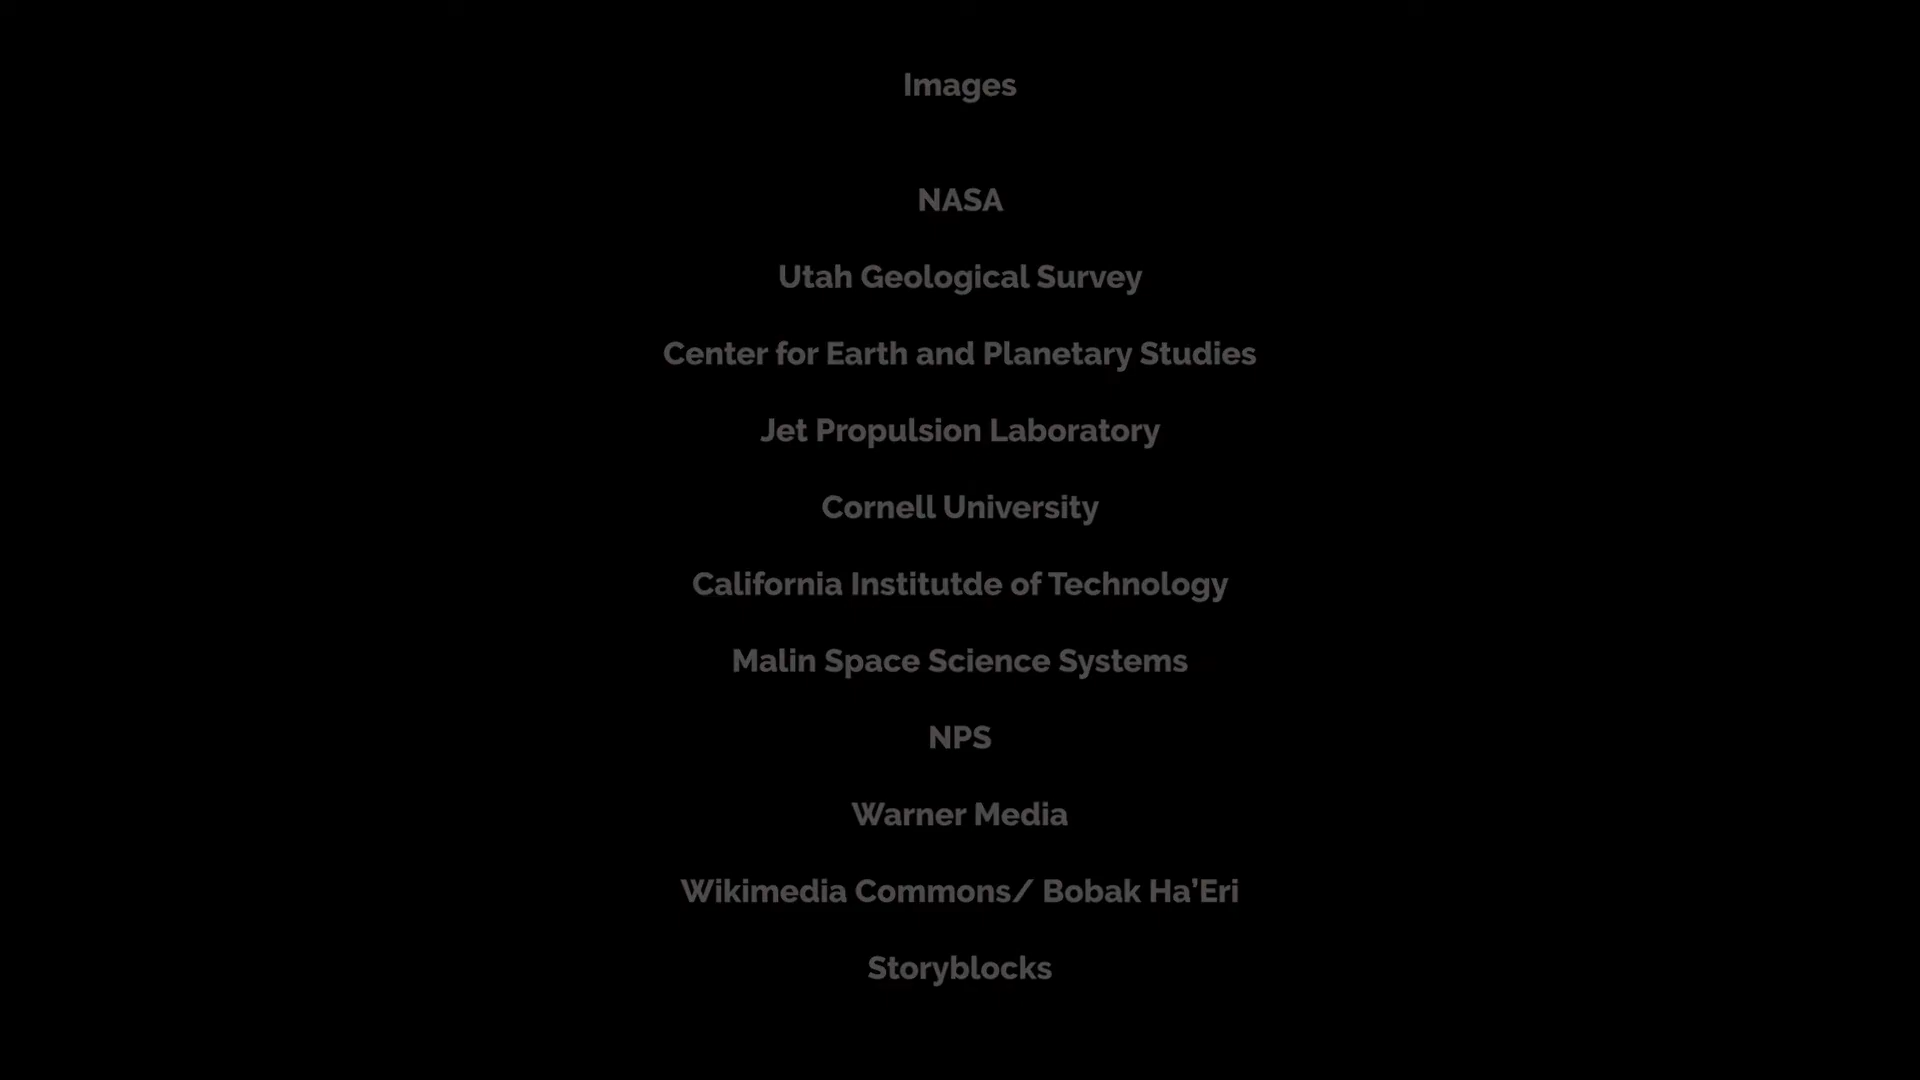 Images
NASA
Utah Geological Survey
Center for Earth and Planetary Studies
Jet Propulsion Laboratory
Cornell University
California Institutde of Technology
Malin Space Science Systems
NPS
Warner Media
Wikimedia Commons/ Bobak Ha’Eri
Storyblocks